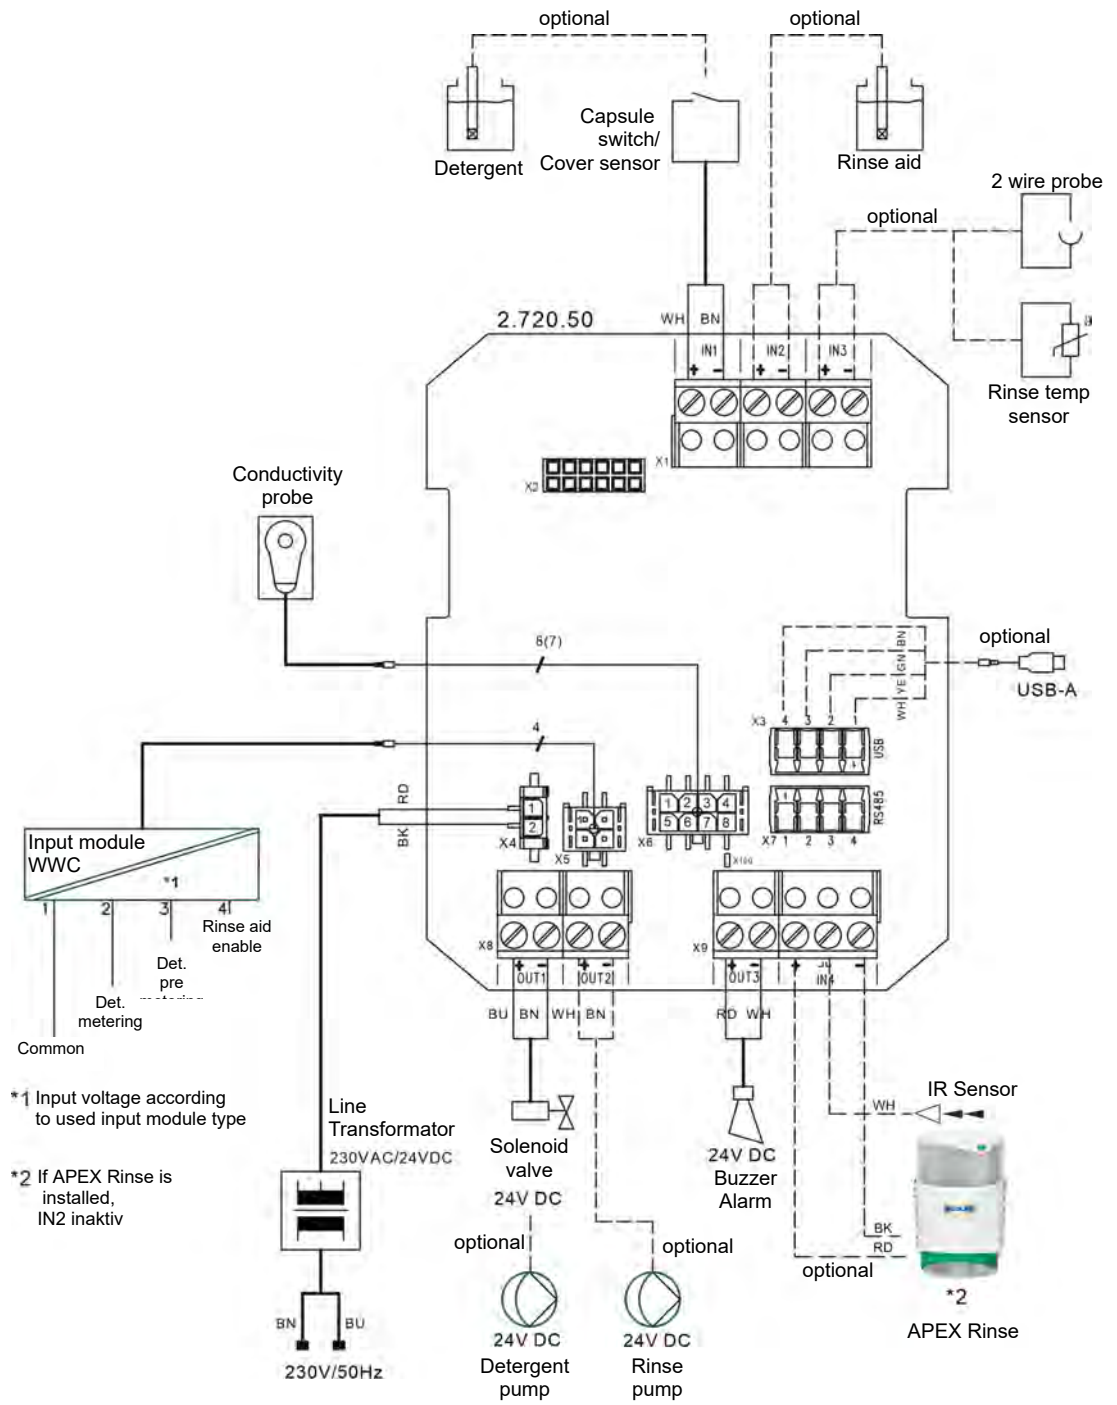 optional
optional
Capsule
switch/
Cover sensor
Detergent
Rinse aid
2 wire probe
optional
2.720.50
WH BN
IN1 IN2 IN3
+ - + - + -
Rinse temp
sensor
X1
X2
Conductivity
probe
6(7)
BN
GN
YE
WH
optional
USB-A
X3 4 3 2
1
USB
4
RD
BK
1
2
X4
X5
1 2 3 4
5 6 7 8
X6
1
RS485
X7 1 2 3 4
Input module
WWC
*1
1 2 3 4
Rinse aid
enable
Det.
pre
metering
Det.
metering
Common
X8
X9
+ - + - + - + -
OUT1 OUT2 OUT3 IN4
BU BN WH BN RD WH
*1 Input voltage according
to used input module type
*2 If APEX Rinse is
installed,
IN2 inaktiv
Line
Transformator
230VAC/24VDC
Solenoid
valve
24V DC
24V DC
Buzzer
Alarm
IR Sensor
WH
BK
RD
optional
optional
optional
*2
APEX Rinse
BN BU
230V/50Hz
24V DC
Detergent
pump
24V DC
Rinse
pump